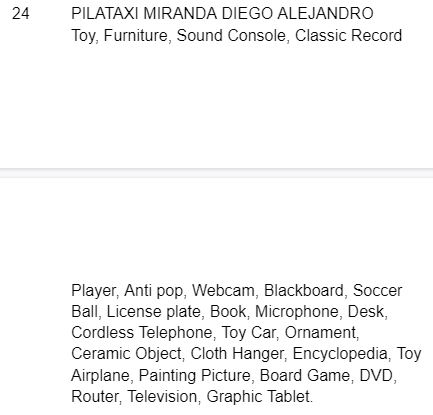 24 PILATAXI MIRANDA DIEGO ALEJANDRO
Toy, Furniture, Sound Console, Classic Record
Player, Anti pop, Webcam, Blackboard, Soccer
Ball, License plate, Book, Microphone, Desk,
Cordless Telephone, Toy Car, Ornament,
Ceramic Object, Cloth Hanger, Encyclopedia, Toy
Airplane, Painting Picture, Board Game, DVD,
Router, Television, Graphic Tablet.